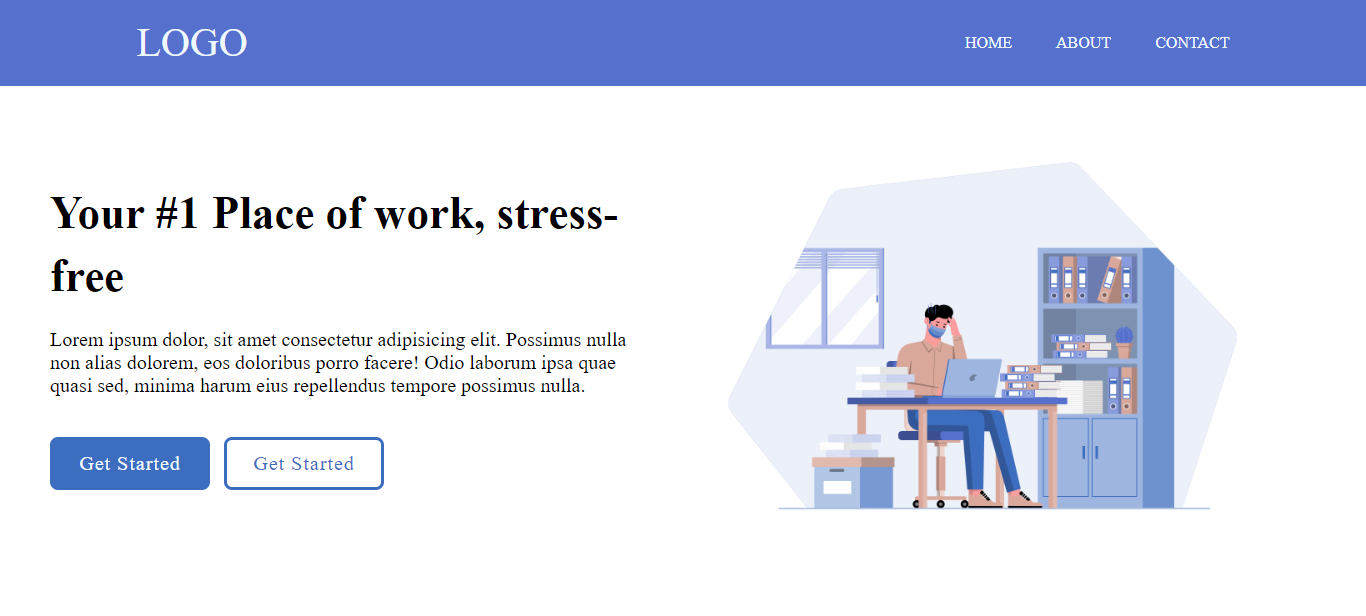 LOGO
HOME ABOUT CONTACT
Your #1 Place of work, stress-
free
Lorem ipsum dolor, sit amet consectetur adipisicing elit. Possimus nulla
non alias dolorem, eos doloribus porro facere! Odio laborum ipsa quae
quasi sed, minima harum eius repellendus tempore possimus nulla.
Get Started Get Started